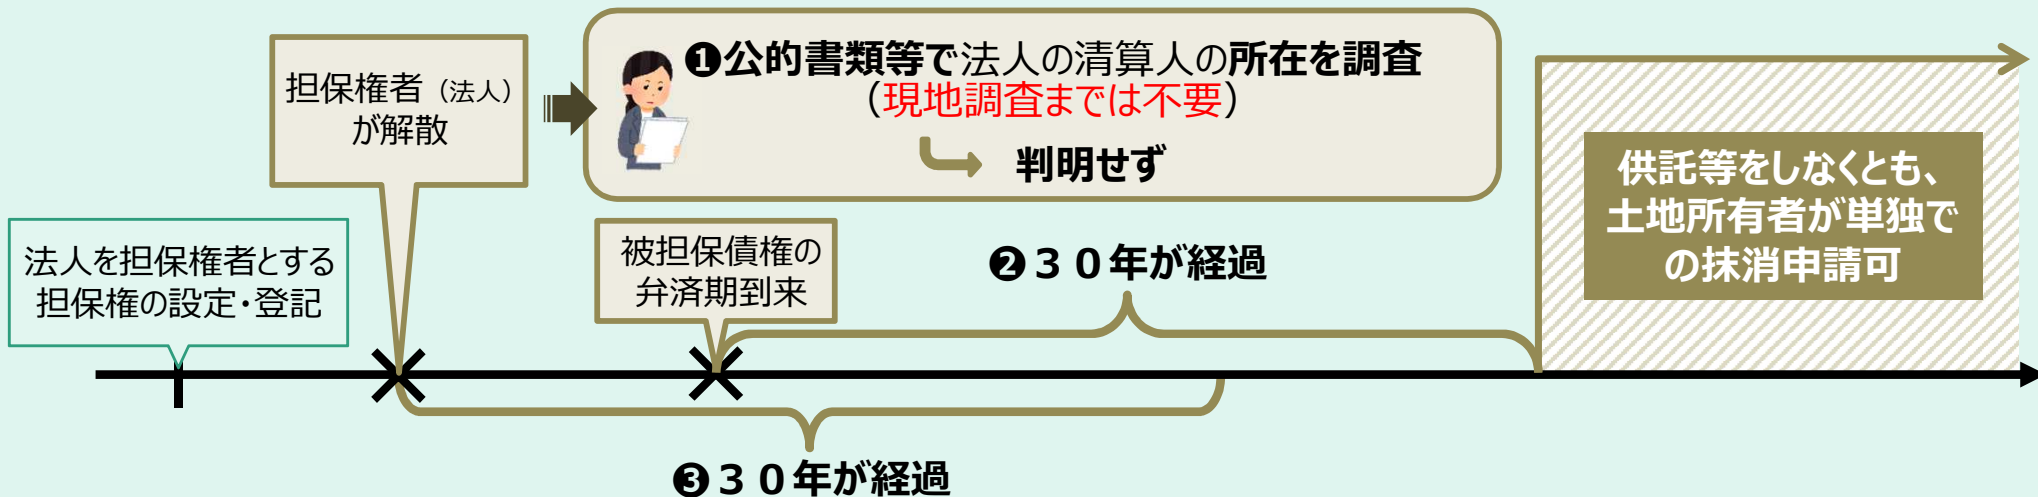 担保権者（法人）
が解散
❶公的書類等で法人の清算人の所在を調査
（現地調査までは不要）
判明せず
供託等をしなくとも、
土地所有者が単独で
の抹消申請可
法人を担保権者とする
担保権の設定・登記
被担保債権の
弁済期到来
❷３０年が経過
❸３０年が経過